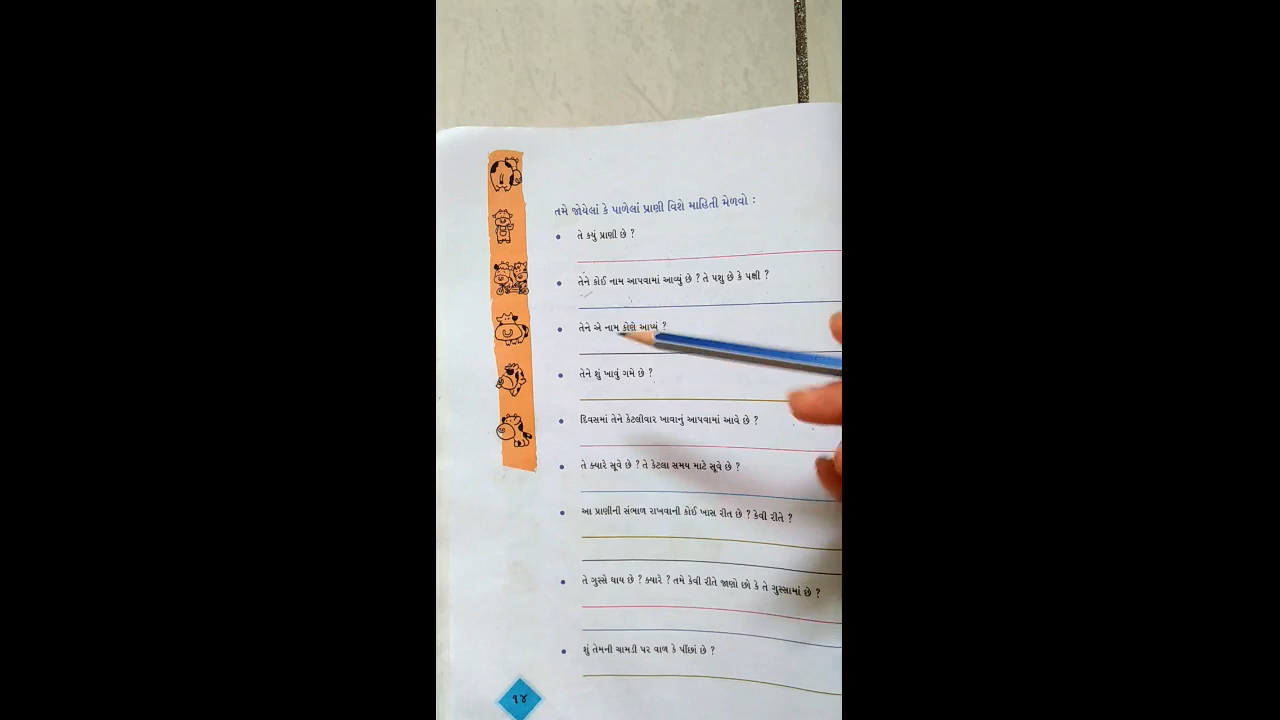 તમે જોયેલાં કે પાળેલાં પ્રાણી વિશે માહિતી મેળવો :
તે કયું પ્રાણી છે ?
તેને કોઈ નામ આપવામાં આવ્યું છે ? તે પશુ છે કે પક્ષી ?
તેને એ નામ કોણે આપ્યું ?
તેને શું ખાવું ગમે છે ?
દિવસમાં તેને કેટલીવાર ખાવાનું આપવામાં આવે છે ?
તે ક્યારે સૂવે છે ? તે કેટલા સમય માટે સૂવે છે ?
આ પ્રાણીની સંભાળ રાખવાની કોઈ ખાસ રીત છે ? કેવી રીતે ?
તે ગુસ્સે થાય છે ? ક્યારે ? તમે કેવી રીતે જાણો છો કે તે ગુસ્સામાં છે ?
શું તેમની ચામડી પર વાળ કે પીંછાં છે ?
૧૪